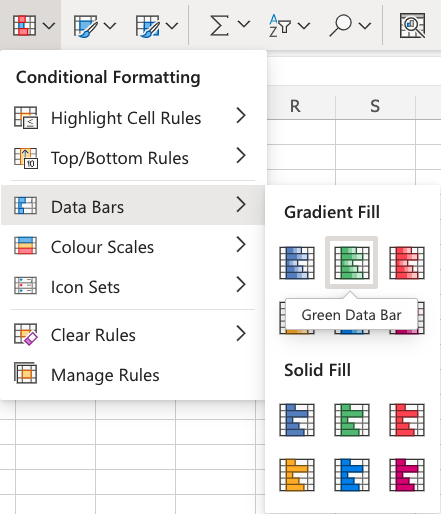 Σ
A
Z
R
S
Conditional Formatting
Highlight Cell Rules
≤
Top/Bottom Rules
10
Data Bars
Gradient Fill
Colour Scales
Icon Sets
Green Data Bar
Clear Rules
Solid Fill
Manage Rules